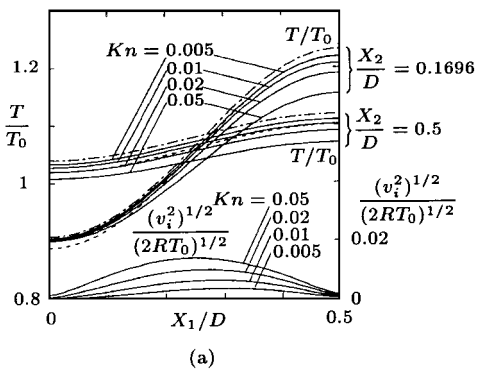 T/T₀
Kn = 0.005
0.01
0.02
0.05
X₂/D = 0.1696
X₂/D = 0.5
T/T₀
1.2
T/T₀
1
0.8
(vᵢ²)^{1/2}/(2RT₀)^{1/2}
Kn = 0.05
0.02
0.01
0.005
(vᵢ²)^{1/2}/(2RT₀)^{1/2}
0.02
0
0
X₁/D
0.5
(a)